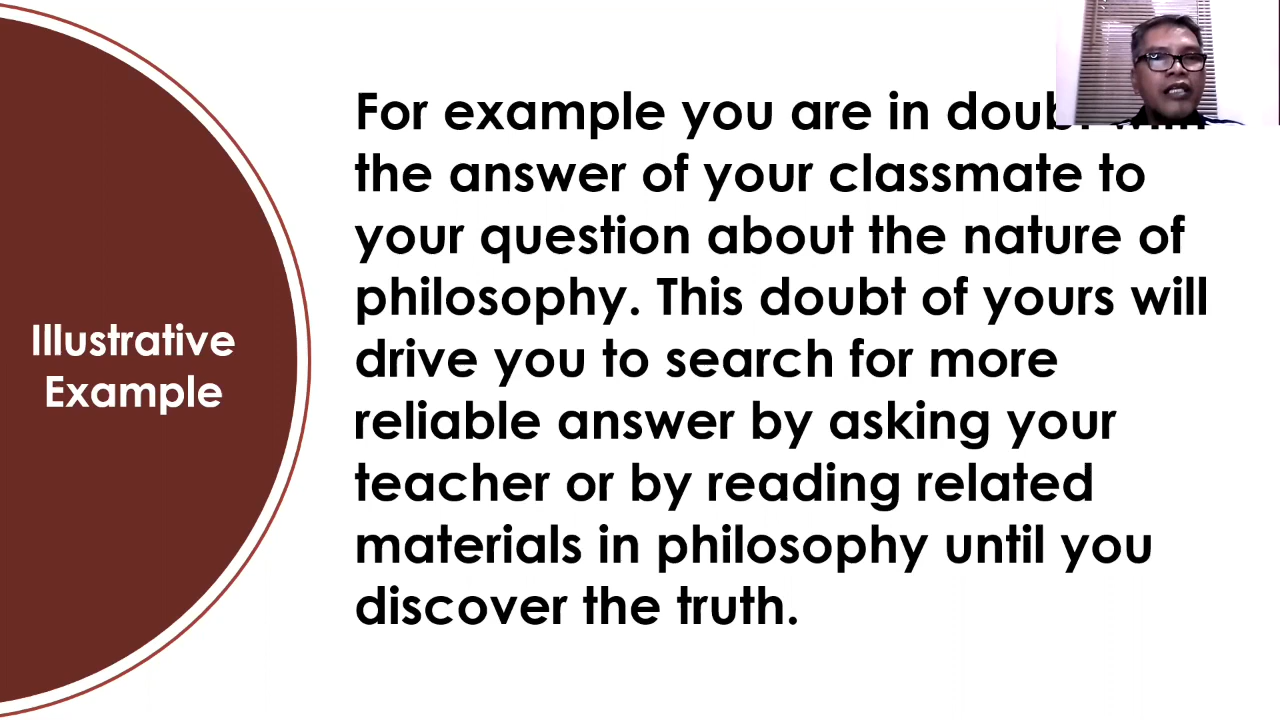 Illustrative
Example
For example you are in doubt with
the answer of your classmate to
your question about the nature of
philosophy. This doubt of yours will
drive you to search for more
reliable answer by asking your
teacher or by reading related
materials in philosophy until you
discover the truth.